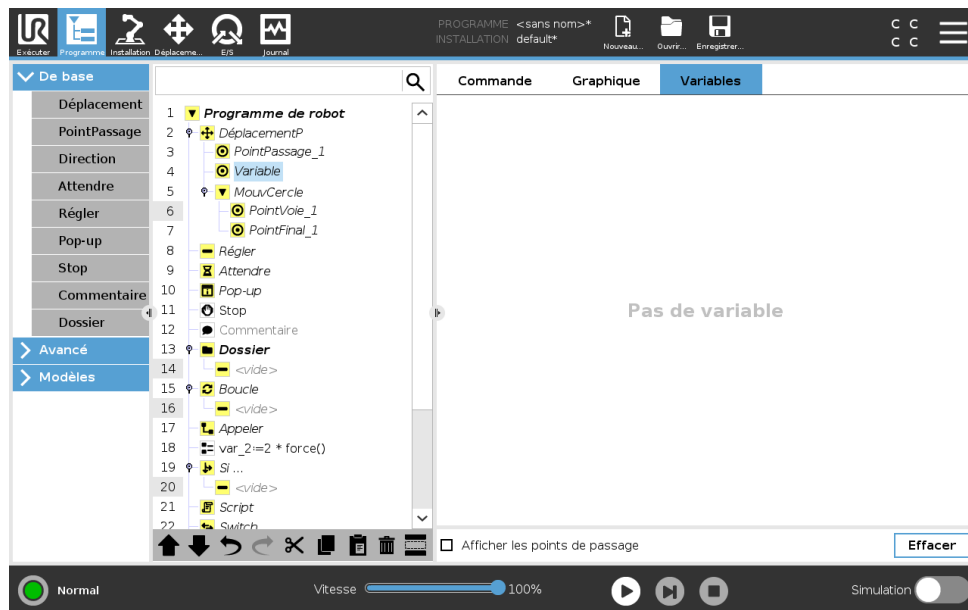 PROGRAMME <sans nom>*
INSTALLATION default*
Exécuter Programme Installation Déplaceme... E/S Journal
Nouveau... Ouvrir... Enregistrer...
C C
C C
De base
Déplacement
PointPassage
Direction
Attendre
Régler
Pop-up
Stop
Commentaire
Dossier
Avancé
Modèles
1 Programme de robot
2 DéplacementP
3 PointPassage_1
4 Variable
5 MouvCercle
6 PointVoie_1
7 PointFinal_1
8 Régler
9 Attendre
10 Pop-up
11 Stop
12 Commentaire
13 Dossier
14 <vide>
15 Boucle
16 <vide>
17 Appeler
18 var_2:=2 * force()
19 Si ...
20 <vide>
21 Script
22 Switch
Commande Graphique Variables
Pas de variable
Afficher les points de passage
Effacer
Normal
Vitesse 100%
Simulation